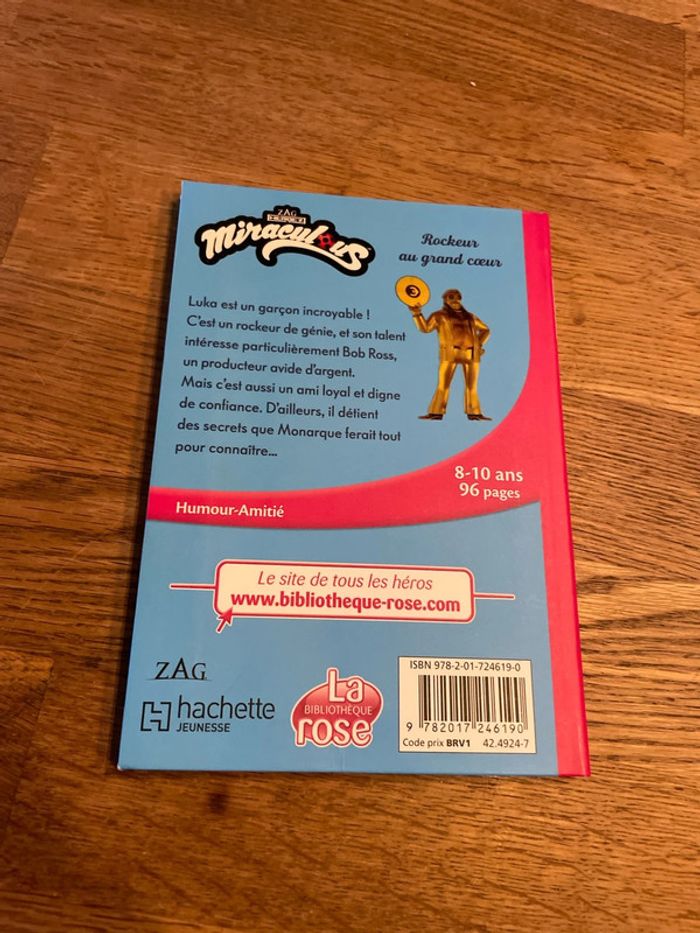 ZAG
HEROEZ
Miraculous
Rockeur
au grand cœur
3
Luka est un garçon incroyable !
C'est un rockeur de génie, et son talent
intéresse particulièrement Bob Ross,
un producteur avide d'argent.
Mais c'est aussi un ami loyal et digne
de confiance. D'ailleurs, il détient
des secrets que Monarque ferait tout
pour connaître...
8-10 ans
96 pages
Humour-Amitié
Le site de tous les héros
www.bibliotheque-rose.com
ZAG
hachette
JEUNESSE
La
BIBLIOTHÈQUE
rose
ISBN 978-2-01-724619-0
9 782017 246190
Code prix BRV1 42.4924-7